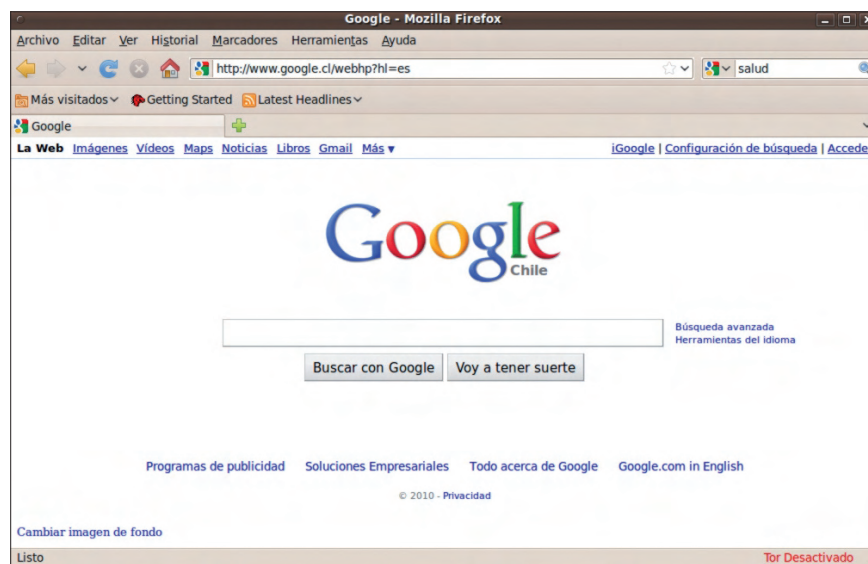 Google - Mozilla Firefox
Archivo Editar Ver Historial Marcadores Herramientas Ayuda
http://www.google.cl/webhp?hl=es salud
Más visitados Getting Started Latest Headlines
Google
La Web Imágenes Vídeos Maps Noticias Libros Gmail Más iGoogle | Configuración de búsqueda | Accede
Google
Chile
Búsqueda avanzada
Herramientas del idioma
Buscar con Google Voy a tener suerte
Programas de publicidad Soluciones Empresariales Todo acerca de Google Google.com in English
© 2010 - Privacidad
Cambiar imagen de fondo
Listo Tor Desactivado